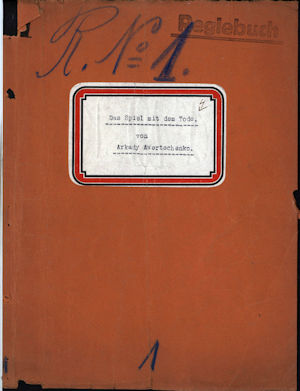 Regiebuch
R. № 1.
Das Spiel mit dem Tode.
von
Arkady Awertschenko.
1